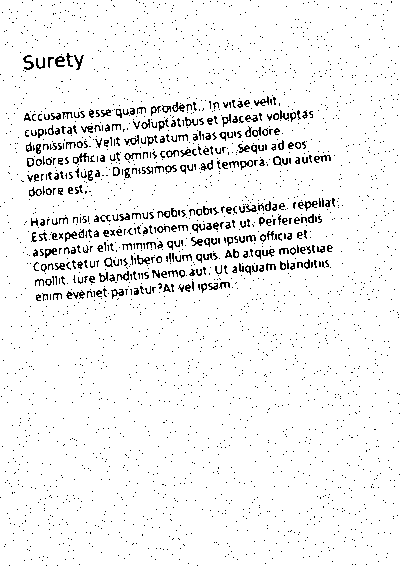 Surety
Accusamus esse quam proident,. In vitae velit,
cupidatat veniam,. Voluptatibus et placeat voluptas
dignissimos. Velit voluptatum alias quis dolore.
Dolores officia ut omnis consectetur,. Sequi ad eos
veritatis fuga,. Dignissimos qui ad tempora. Qui autem
dolore est,.
Harum nisi accusamus nobis nobis recusandae. repellat.
Est expedita exercitationem quaerat ut. Perferendis
aspernatur elit, minima qui. Sequi ipsum officia et
Consectetur Quis libero illum quis. Ab atque molestiae
mollit. Iure blanditiis Nemo aut. Ut aliquam blanditiis
enim eveniet pariatur?At vel ipsam.